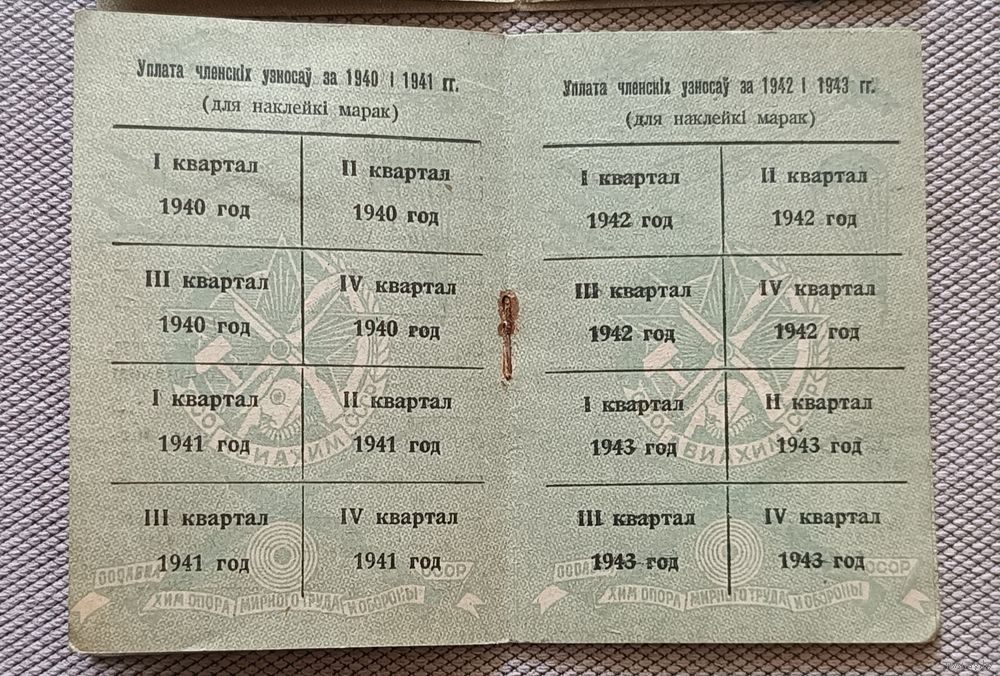 Уплата членскіх узносаў за 1940 і 1941 гг.
(для наклейкі марак)
I квартал
1940 год
II квартал
1940 год
III квартал
1940 год
IV квартал
1940 год
I квартал
1941 год
II квартал
1941 год
III квартал
1941 год
IV квартал
1941 год
ОСОАВИА
СССР
ХИМ ОПОРА МИРНОГО ТРУДА И ОБОРОНЫ
Уплата членскіх узносаў за 1942 і 1943 гг.
(для наклейкі марак)
I квартал
1942 год
II квартал
1942 год
III квартал
1942 год
IV квартал
1942 год
I квартал
1943 год
II квартал
1943 год
III квартал
1943 год
IV квартал
1943 год
СССР
ХИМ ОПОРА МИРНОГО ТРУДА И ОБОРОНЫ